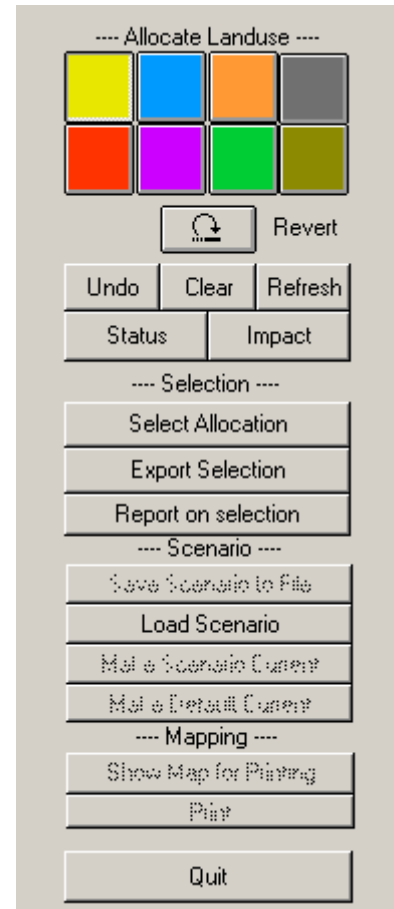 ---- Allocate Landuse ----
Revert
Undo Clear Refresh
Status Impact
---- Selection ----
Select Allocation
Export Selection
Report on selection
---- Scenario ----
Save Scenario to File
Load Scenario
Make Scenario Current
Make Default Current
---- Mapping ----
Show Map for Printing
Print
Quit